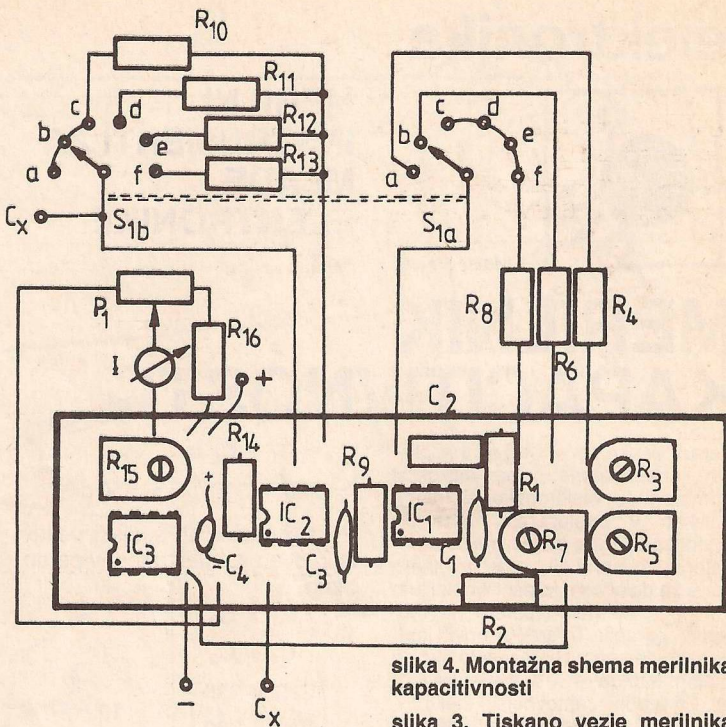 R10
R11
R12
R13
c d
b e
a f
Cx
S1b
c d
b e
a f
S1a
P1
R16
I
+
R8
R6
R4
C2
R15
R14
+
IC2
R9
IC1
R1
R3
IC3
-
C4
C3
C1
R7
R5
R2
-
Cx
slika 4. Montažna shema merilnika
kapacitivnosti
slika 3. Tiskano vezje merilnika